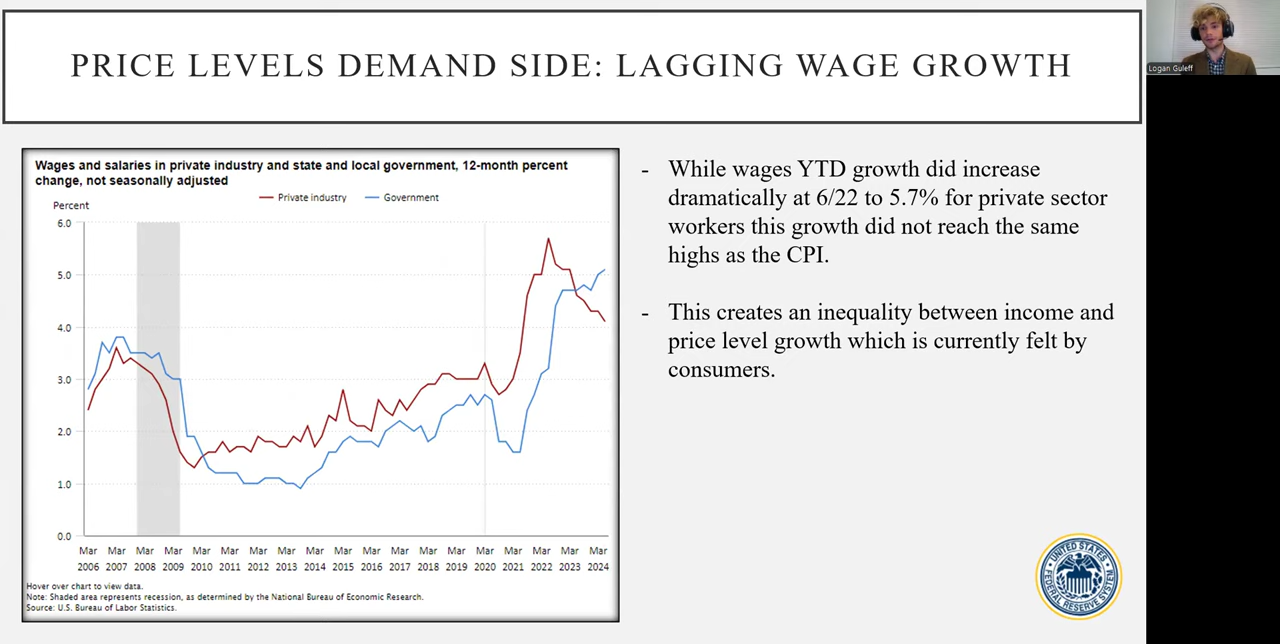 PRICE LEVELS DEMAND SIDE: LAGGING WAGE GROWTH
Logan Guleff
Wages and salaries in private industry and state and local government, 12-month percent
change, not seasonally adjusted
Private industry Government
Percent
6.0
5.0
4.0
3.0
2.0
1.0
0.0
Mar Mar Mar Mar Mar Mar Mar Mar Mar Mar Mar Mar Mar Mar Mar Mar Mar Mar Mar
2006 2007 2008 2009 2010 2011 2012 2013 2014 2015 2016 2017 2018 2019 2020 2021 2022 2023 2024
Hover over chart to view data.
Note: Shaded area represents recession, as determined by the National Bureau of Economic Research.
Source: U.S. Bureau of Labor Statistics.
- While wages YTD growth did increase
dramatically at 6/22 to 5.7% for private sector
workers this growth did not reach the same
highs as the CPI.
- This creates an inequality between income and
price level growth which is currently felt by
consumers.
UNITED STATES
FEDERAL RESERVE SYSTEM